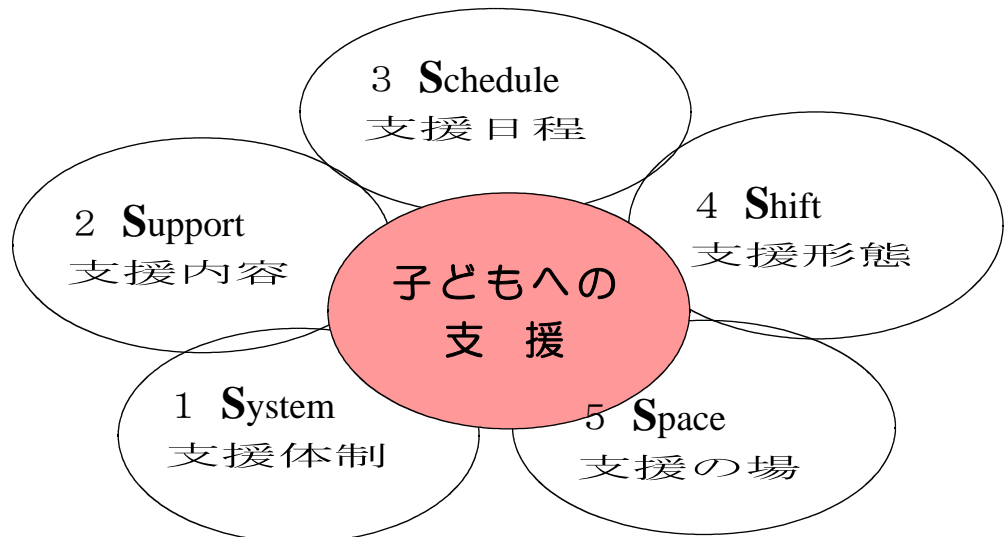 3 Schedule
支援日程
2 Support
支援内容
4 Shift
支援形態
子どもへの
支 援
1 System
支援体制
5 Space
支援の場